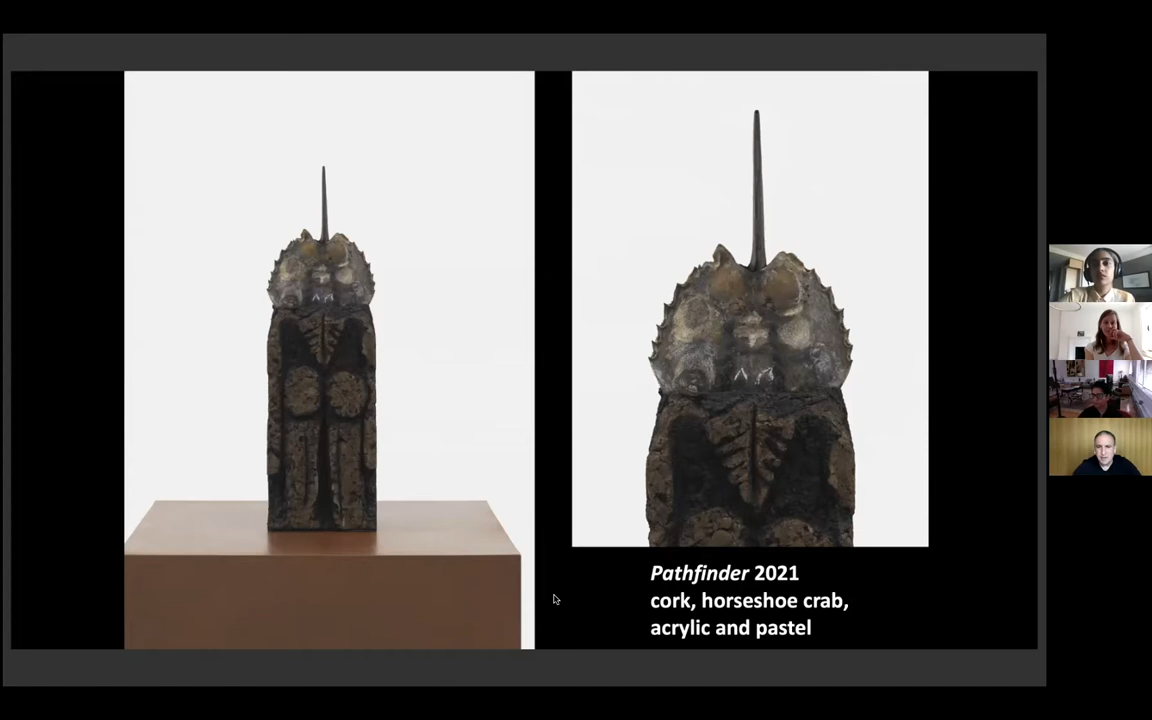 Pathfinder 2021
cork, horseshoe crab,
acrylic and pastel